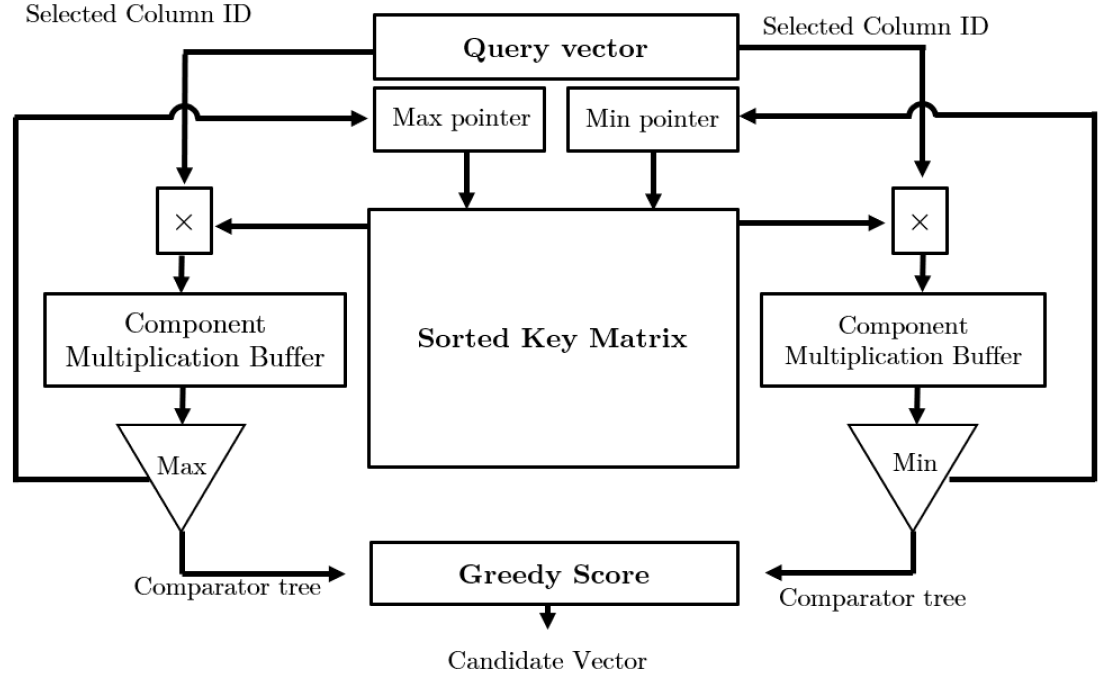 Selected Column ID
Query vector
Selected Column ID
Max pointer
Min pointer
×
×
Component
Multiplication Buffer
Sorted Key Matrix
Component
Multiplication Buffer
Max
Min
Greedy Score
Comparator tree
Comparator tree
Candidate Vector